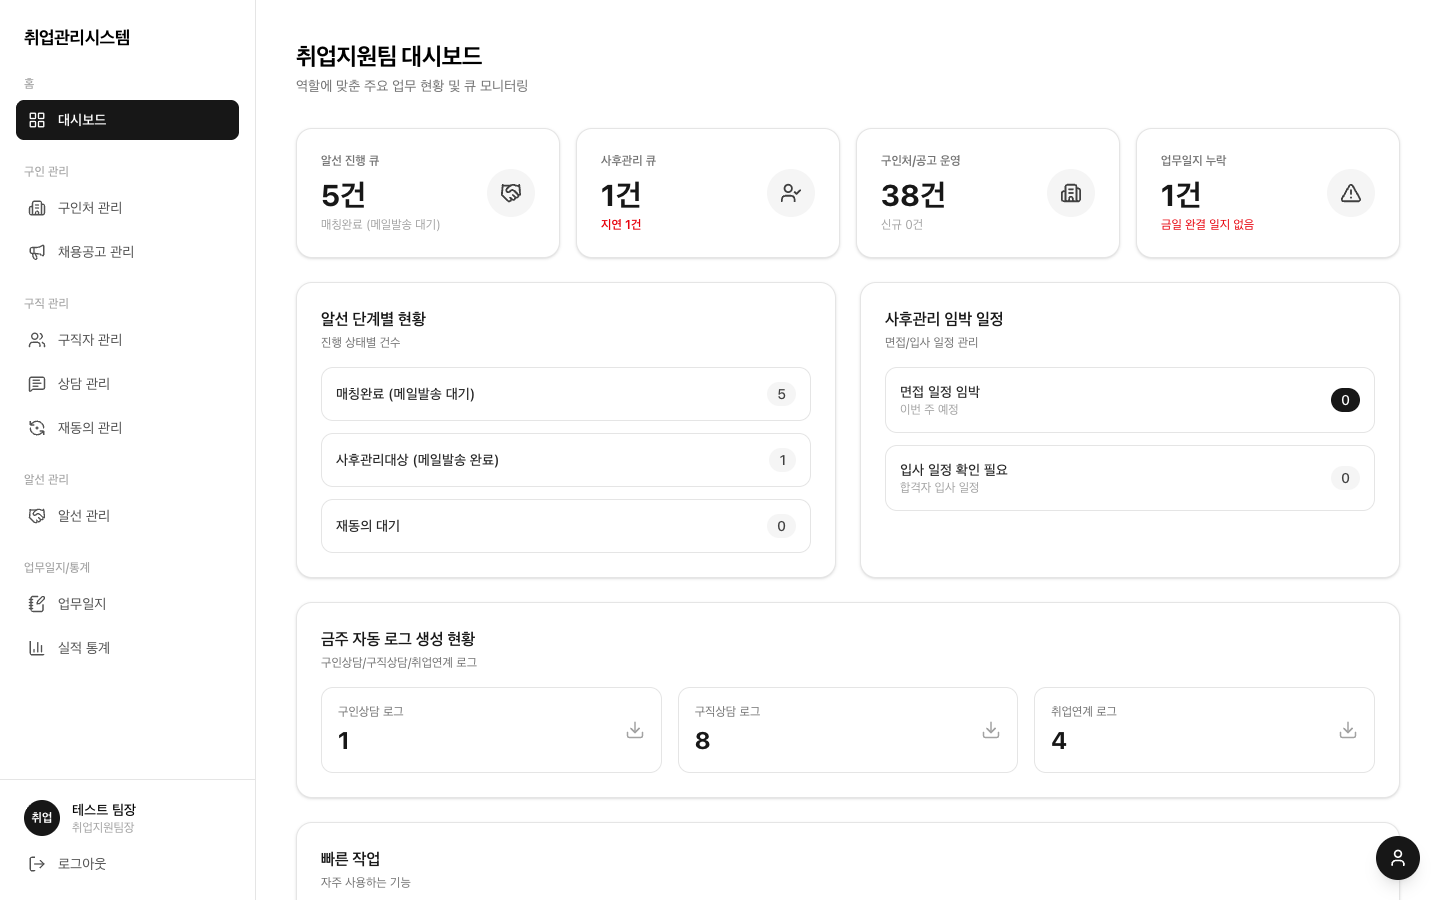 취업관리시스템
홈
대시보드
구인 관리
구인처 관리
채용공고 관리
구직 관리
구직자 관리
상담 관리
재동의 관리
알선 관리
알선 관리
업무일지/통계
업무일지
실적 통계
취업
테스트 팀장
취업지원팀장
로그아웃
취업지원팀 대시보드
역할에 맞춘 주요 업무 현황 및 큐 모니터링
알선 진행 큐
5건
매칭완료 (메일발송 대기)
사후관리 큐
1건
지연 1건
구인처/공고 운영
38건
신규 0건
업무일지 누락
1건
금일 완결 일지 없음
알선 단계별 현황
진행 상태별 건수
매칭완료 (메일발송 대기) 5
사후관리대상 (메일발송 완료) 1
재동의 대기 0
사후관리 임박 일정
면접/입사 일정 관리
면접 일정 임박
이번 주 예정
0
입사 일정 확인 필요
합격자 입사 일정
0
금주 자동 로그 생성 현황
구인상담/구직상담/취업연계 로그
구인상담 로그
1
구직상담 로그
8
취업연계 로그
4
빠른 작업
자주 사용하는 기능